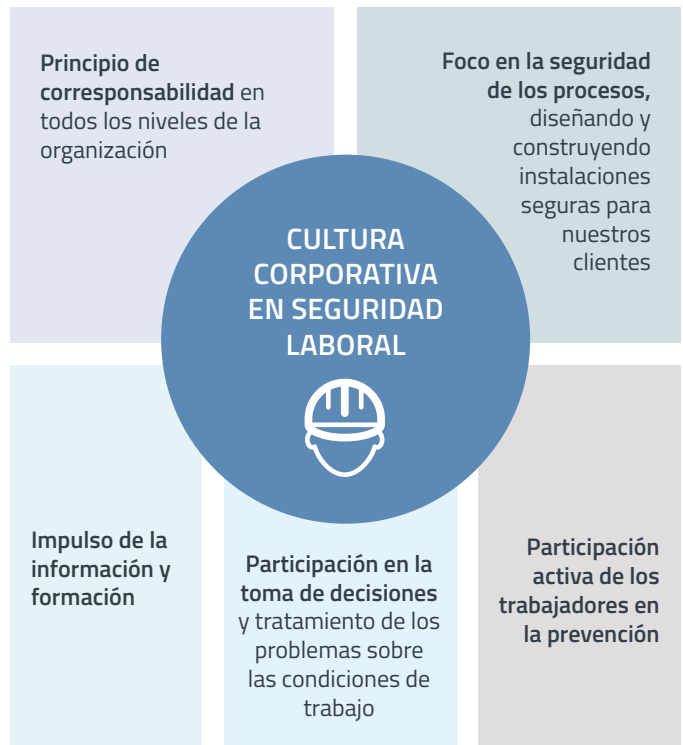 Principio de
corresponsabilidad en
todos los niveles de la
organización
Foco en la seguridad
de los procesos,
diseñando y
construyendo
instalaciones
seguras para
nuestros
clientes
CULTURA
CORPORATIVA
EN SEGURIDAD
LABORAL
Impulso de la
información y
formación
Participación en la
toma de decisiones
y tratamiento de los
problemas sobre
las condiciones de
trabajo
Participación
activa de los
trabajadores en
la prevención